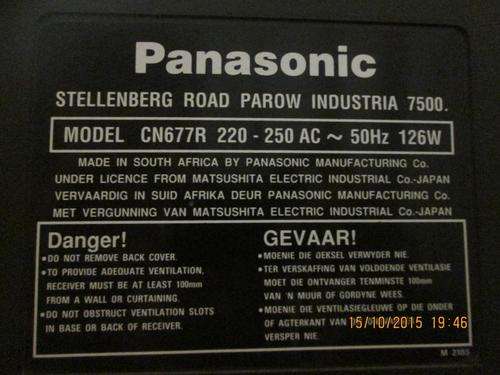 Panasonic
STELLENBERG ROAD PAROW INDUSTRIA 7500.
MODEL CN677R 220 - 250 AC ~ 50Hz 126W
MADE IN SOUTH AFRICA BY PANASONIC MANUFACTURING Co.
UNDER LICENCE FROM MATSUSHITA ELECTRIC INDUSTRIAL Co.-JAPAN
VERVAARDIG IN SUID AFRIKA DEUR PANASONIC MANUFACTURING Co.
MET VERGUNNING VAN MATSUSHITA ELECTRIC INDUSTRIAL Co.-JAPAN
Danger!
•DO NOT REMOVE BACK COVER.
•TO PROVIDE ADEQUATE VENTILATION,
RECEIVER MUST BE AT LEAST 100mm
FROM A WALL OR CURTAINING.
•DO NOT OBSTRUCT VENTILATION SLOTS
IN BASE OR BACK OF RECEIVER.
GEVAAR!
•MOENIE DIE DEKSEL VERWYDER NIE.
•TER VERSKAFFING VAN VOLDOENDE VENTILASIE
MOET DIE ONTVANGER TENMINSTE 100mm
VAN 'N MUUR OF GORDYNE WEES.
•MOENIE DIE VENTILASIEGLEUWE OP DIE ONDER
OF AGTERKANT VAN
VERSPER NIE.
15/10/2015 19:46